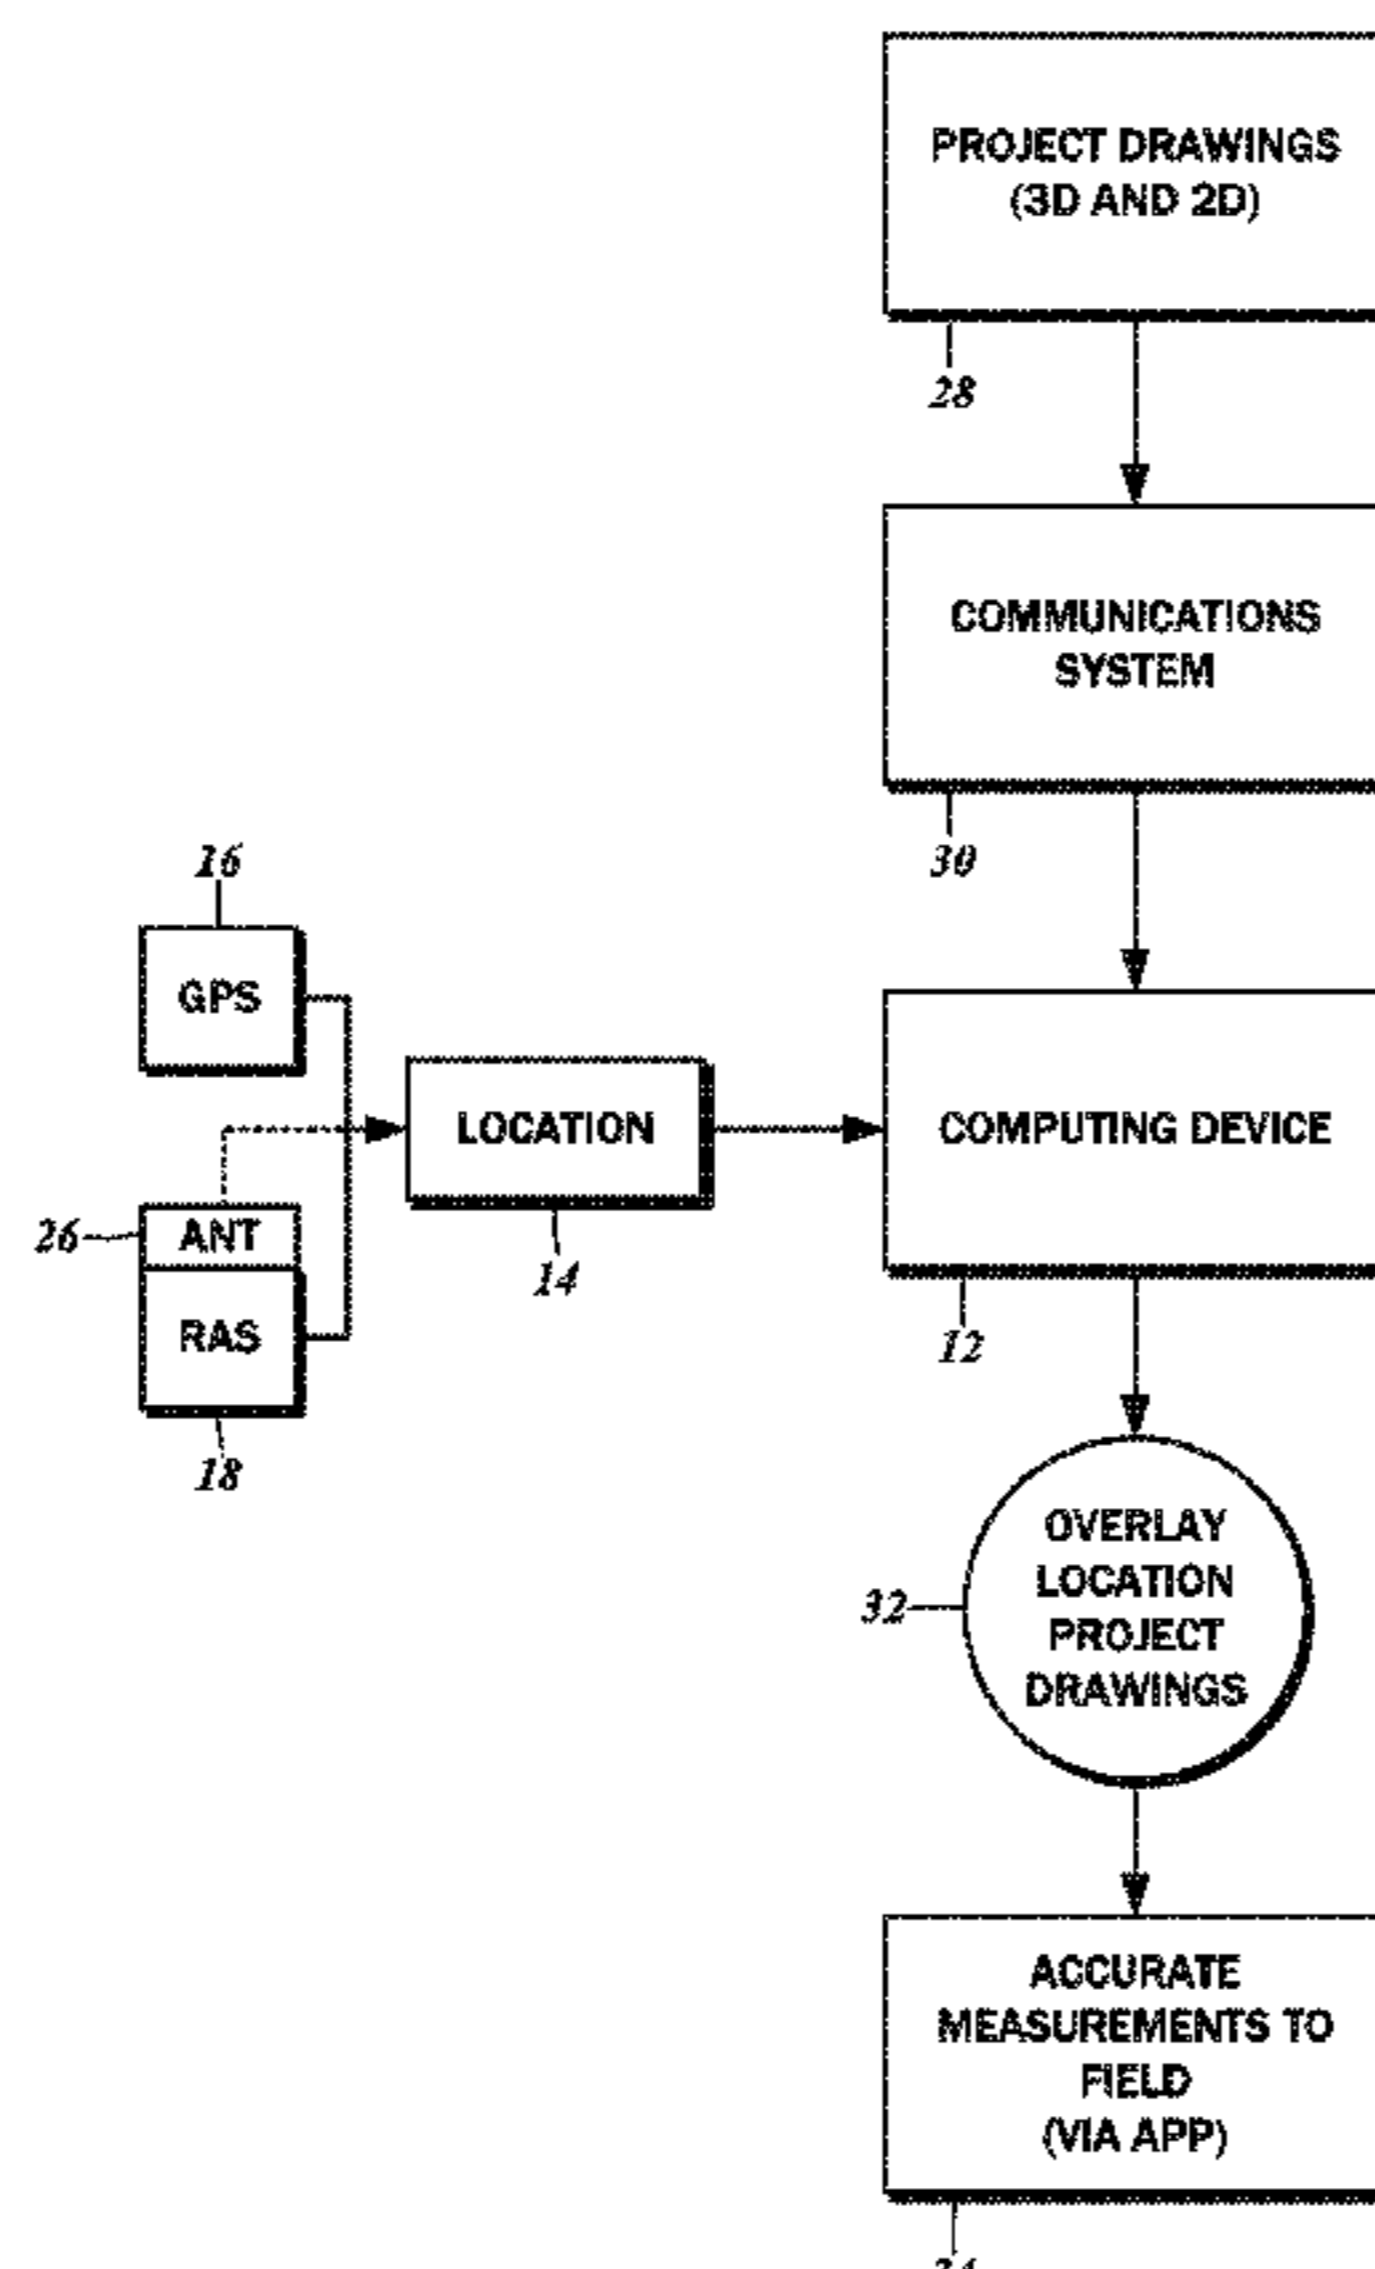 PROJECT DRAWINGS
(3D AND 2D)
28
COMMUNICATIONS
SYSTEM
30
16
GPS
LOCATION
14
COMPUTING DEVICE
12
26
ANT
RAS
18
OVERLAY
LOCATION
PROJECT
DRAWINGS
32
ACCURATE
MEASUREMENTS TO
FIELD
(VIA APP)